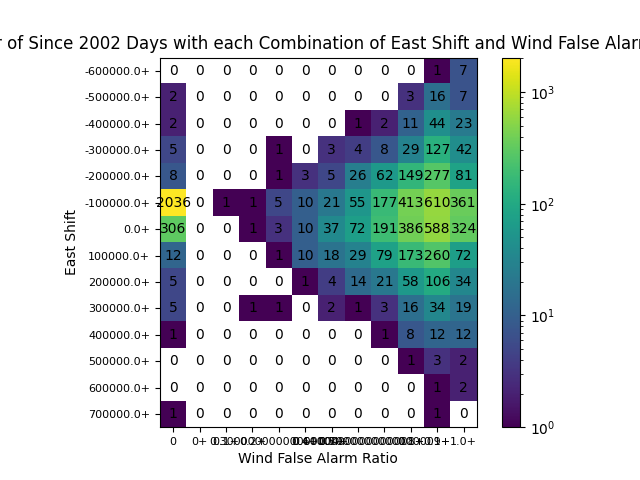 r of Since 2002 Days with each Combination of East Shift and Wind False Alar
-600000.0+ 0 0 0 0 0 0 0 0 0 0 1 7
-500000.0+ 2 0 0 0 0 0 0 0 0 3 16 7
-400000.0+ 2 0 0 0 0 0 0 1 2 11 44 23
-300000.0+ 5 0 0 0 1 0 3 4 8 29 127 42
-200000.0+ 8 0 0 0 1 3 5 26 62 149 277 81
-100000.0+ 2036 0 1 1 5 10 21 55 177 413 610 361
0.0+ 306 0 0 1 3 10 37 72 191 386 588 324
100000.0+ 12 0 0 0 1 10 18 29 79 173 260 72
200000.0+ 5 0 0 0 0 1 4 14 21 58 106 34
300000.0+ 5 0 0 1 1 0 2 1 3 16 34 19
400000.0+ 1 0 0 0 0 0 0 0 1 8 12 12
500000.0+ 0 0 0 0 0 0 0 0 0 1 3 2
600000.0+ 0 0 0 0 0 0 0 0 0 0 1 2
700000.0+ 1 0 0 0 0 0 0 0 0 0 1 0
0 0+ 1.0+
Wind False Alarm Ratio
East Shift
10³
10²
10¹
10⁰